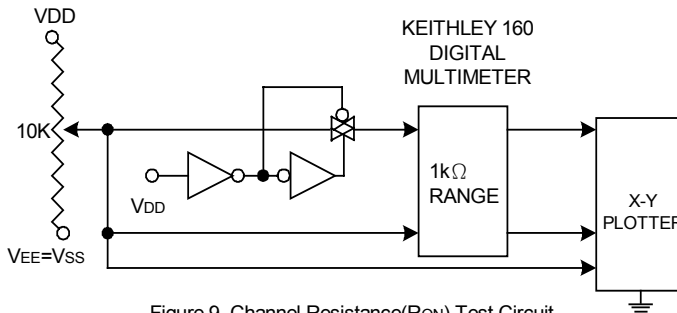 VDD
KEITHLEY 160
DIGITAL
MULTIMETER
10K
VDD
1kΩ
RANGE
X-Y
PLOTTER
VEE=VSS
Figure 9. Channel Resistance(RON) Test Circuit